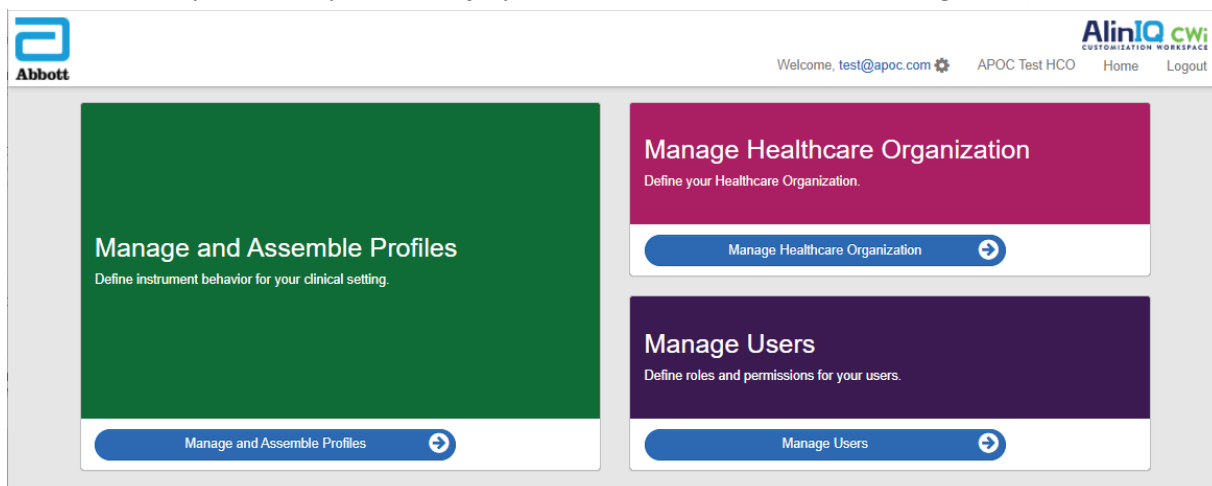 Abbott
AlinIQ CWi
CUSTOMIZATION WORKSPACE
Welcome, test@apoc.com APOC Test HCO Home Logout
Manage and Assemble Profiles
Define instrument behavior for your clinical setting.
Manage and Assemble Profiles
Manage Healthcare Organization
Define your Healthcare Organization.
Manage Healthcare Organization
Manage Users
Define roles and permissions for your users.
Manage Users